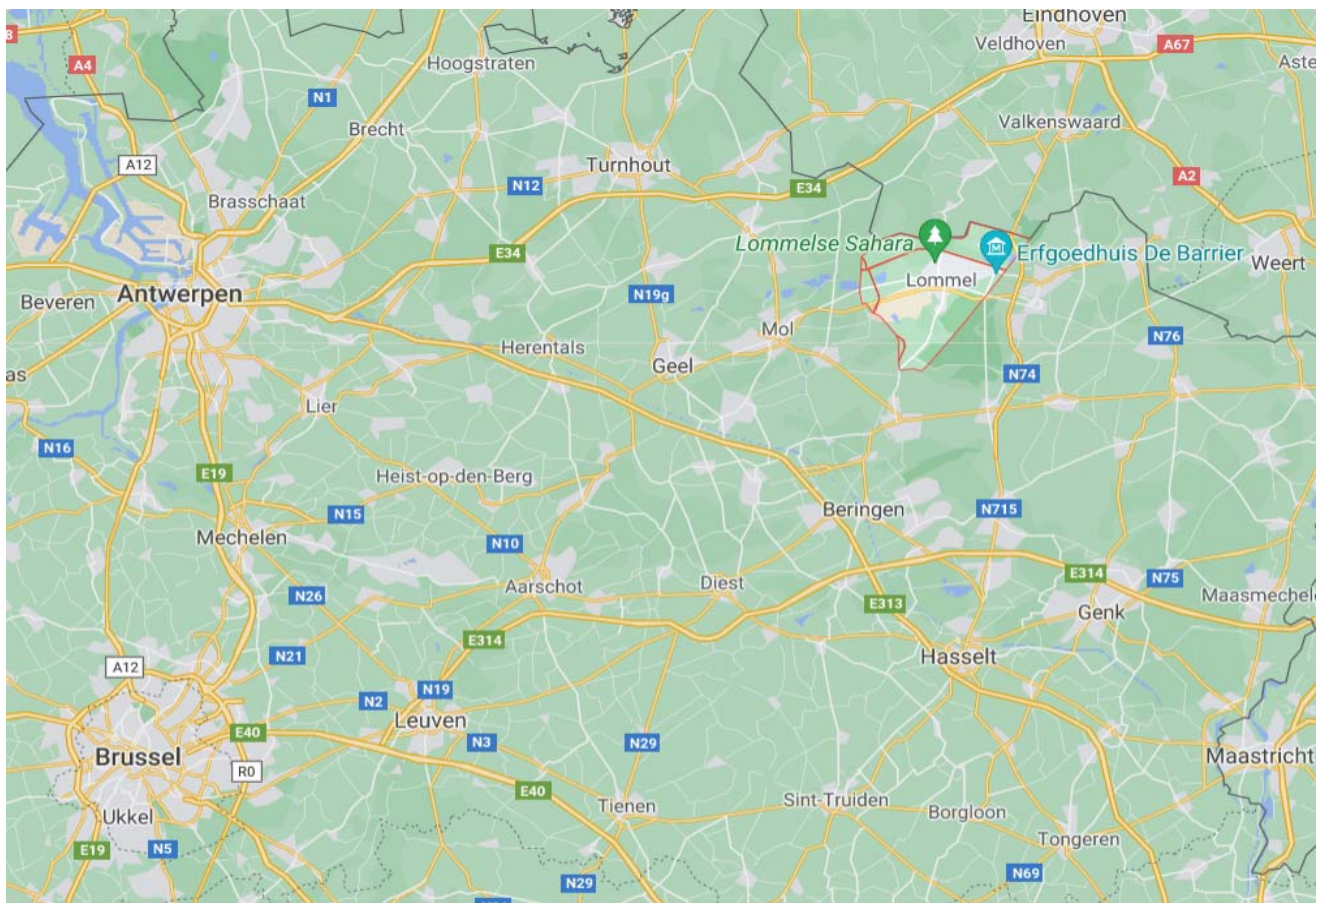 Eindhoven
Veldhoven
A67
Aste
8
A4
Hoogstraten
N1
Brecht
Valkenswaard
A12
Turnhout
N12
E34
A2
Brasschaat
Lommelse Sahara
Erfgoedhuis De Barrier
E34
Weert
Lommel
Antwerpen
Beveren
N19g
Mol
N76
Herentals
Geel
as
N74
Lier
N16
E19
Heist-op-den-Berg
N15
Beringen
N715
Mechelen
N10
Aarschot
Diest
E314
N75
N26
E313
Maasmechele
Genk
E314
N21
Hasselt
A12
N19
N2
Leuven
E40
N3
N29
Brussel
R0
Maastricht
E40
Tienen
Sint-Truiden
Borgloon
Ukkel
Tongeren
E19
N5
N69
N29